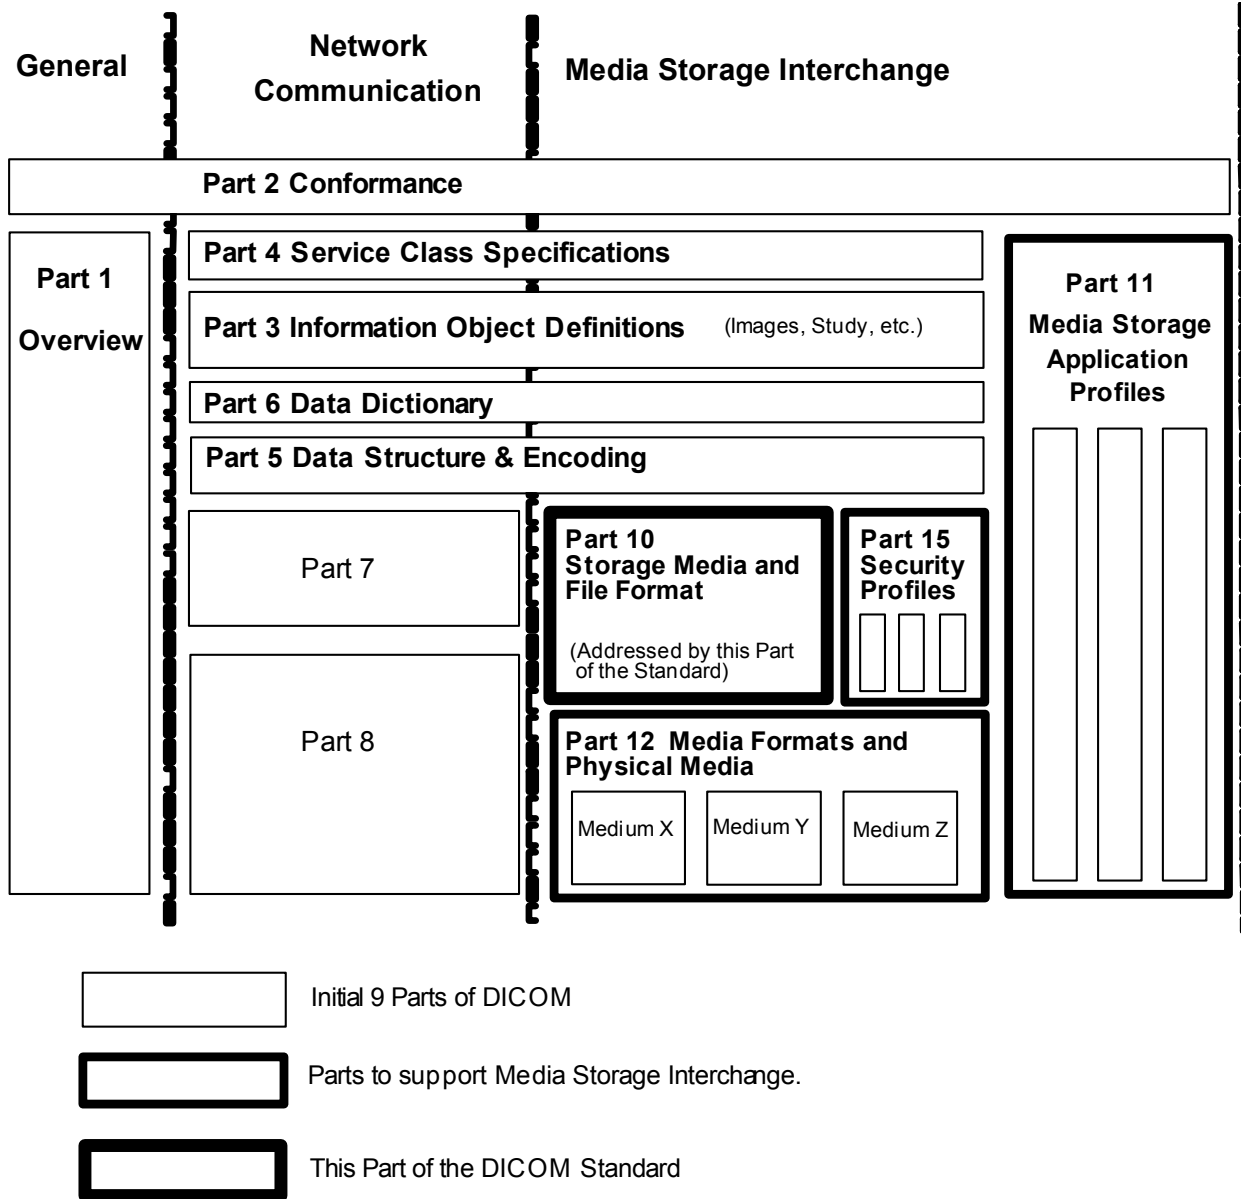 General
Network
Communication
Media Storage Interchange
Part 2 Conformance
Part 1
Overview
Part 4 Service Class Specifications
Part 3 Information Object Definitions (Images, Study, etc.)
Part 6 Data Dictionary
Part 5 Data Structure & Encoding
Part 11
Media Storage
Application
Profiles
Part 7
Part 10
Storage Media and
File Format
(Addressed by this Part
of the Standard)
Part 15
Security
Profiles
Part 8
Part 12 Media Formats and
Physical Media
Medium X
Medium Y
Medium Z
Initial 9 Parts of DICOM
Parts to support Media Storage Interchange.
This Part of the DICOM Standard